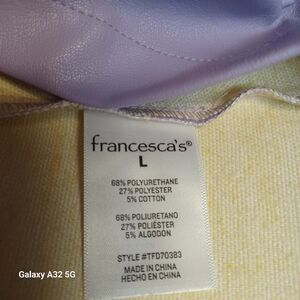 francesca's®
L
68% POLYURETHANE
27% POLYESTER
5% COTTON
68% POLIURETANO
27% POLIÉSTER
5% ALGODON
STYLE #TFD70383
MADE IN CHINA
HECHO EN CHINA
Galaxy A32 5G